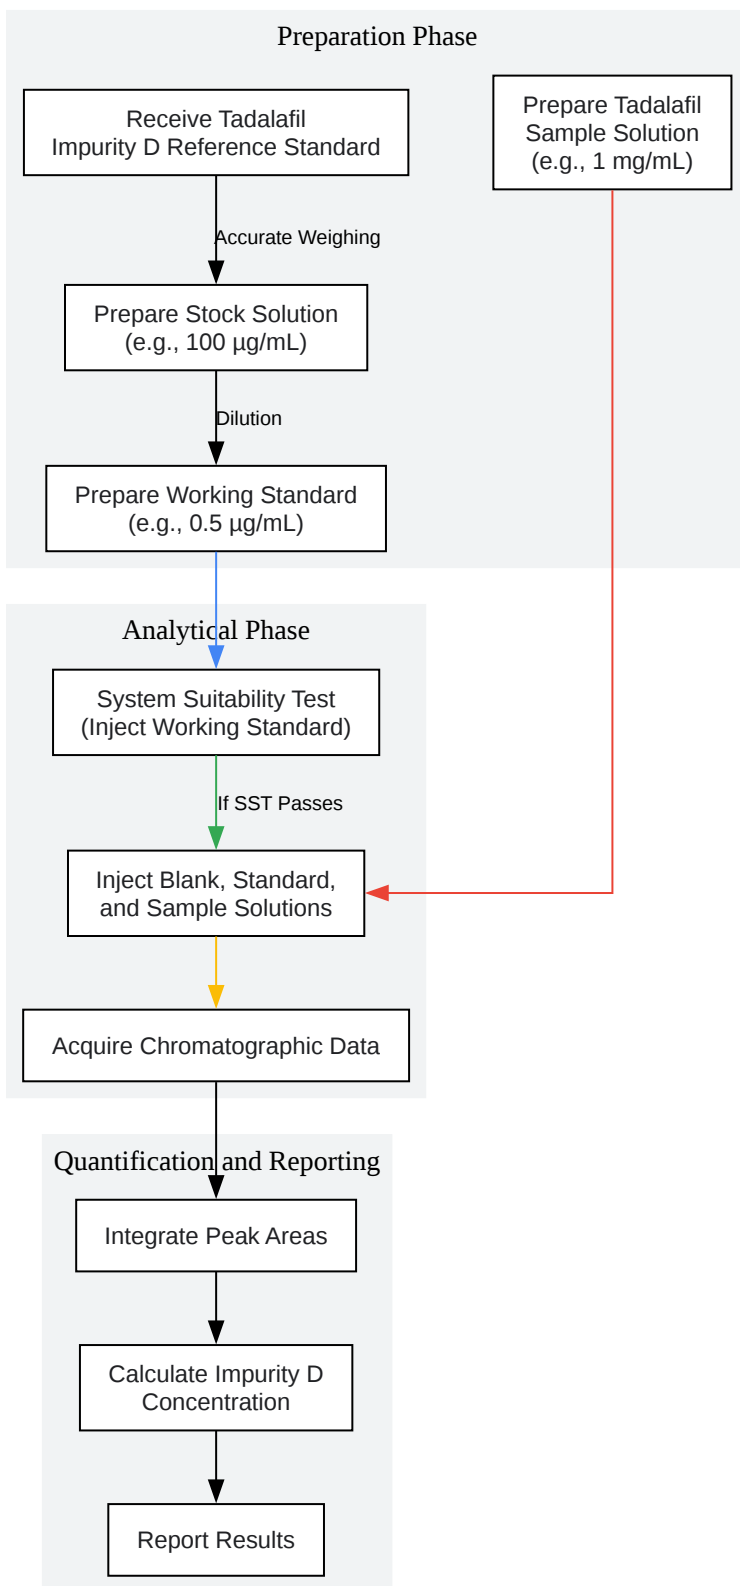 Preparation Phase
Receive Tadalafil
Impurity D Reference Standard
Prepare Tadalafil
Sample Solution
(e.g., 1 mg/mL)
Accurate Weighing
Prepare Stock Solution
(e.g., 100 µg/mL)
Dilution
Prepare Working Standard
(e.g., 0.5 µg/mL)
Analytical Phase
System Suitability Test
(Inject Working Standard)
If SST Passes
Inject Blank, Standard,
and Sample Solutions
Acquire Chromatographic Data
Quantification and Reporting
Integrate Peak Areas
Calculate Impurity D
Concentration
Report Results